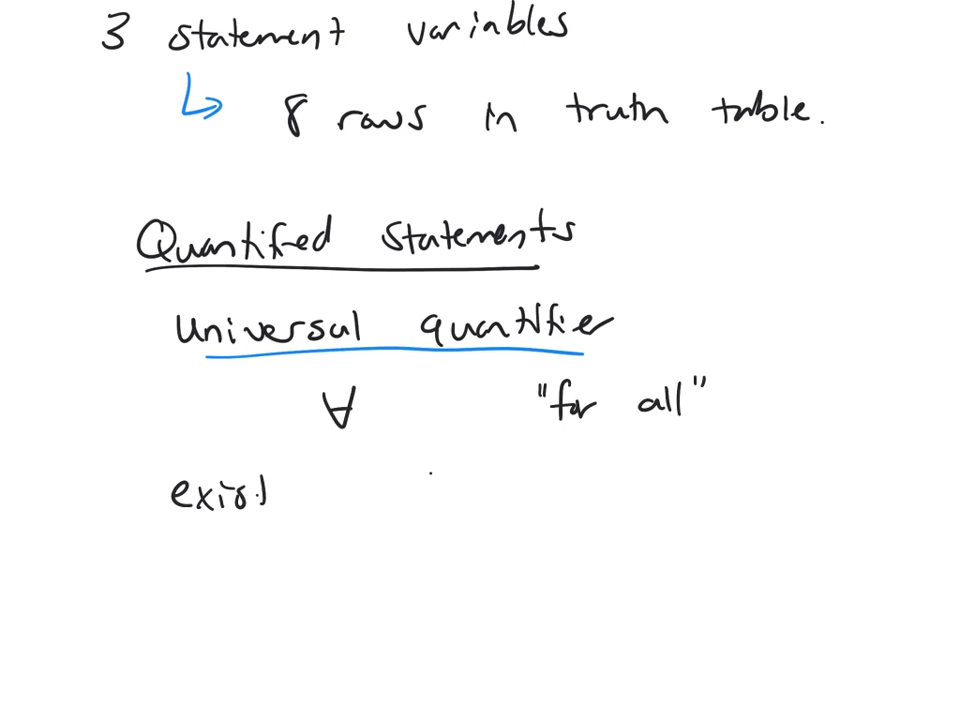 3 statement variables
↳ 8 rows in truth table.
Quantified Statements
Universal quantifier
∀ "for all"
exist